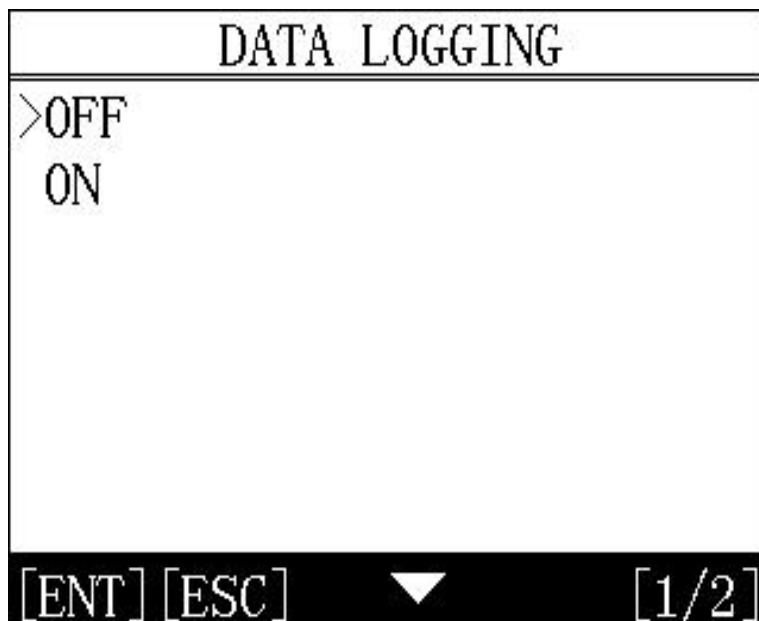 DATA LOGGING
>OFF
ON
[ENT] [ESC] [1/2]